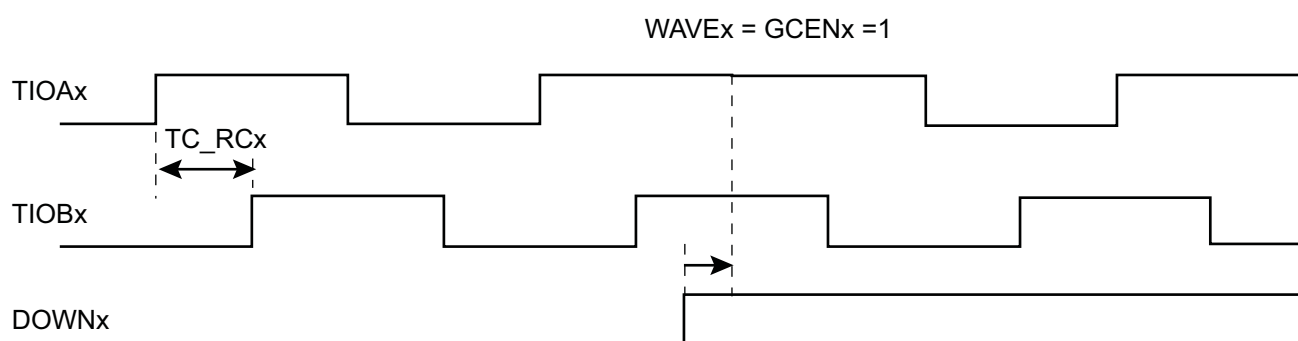 WAVEx = GCENx =1
TIOAx
TC_RCx
TIOBx
DOWNx